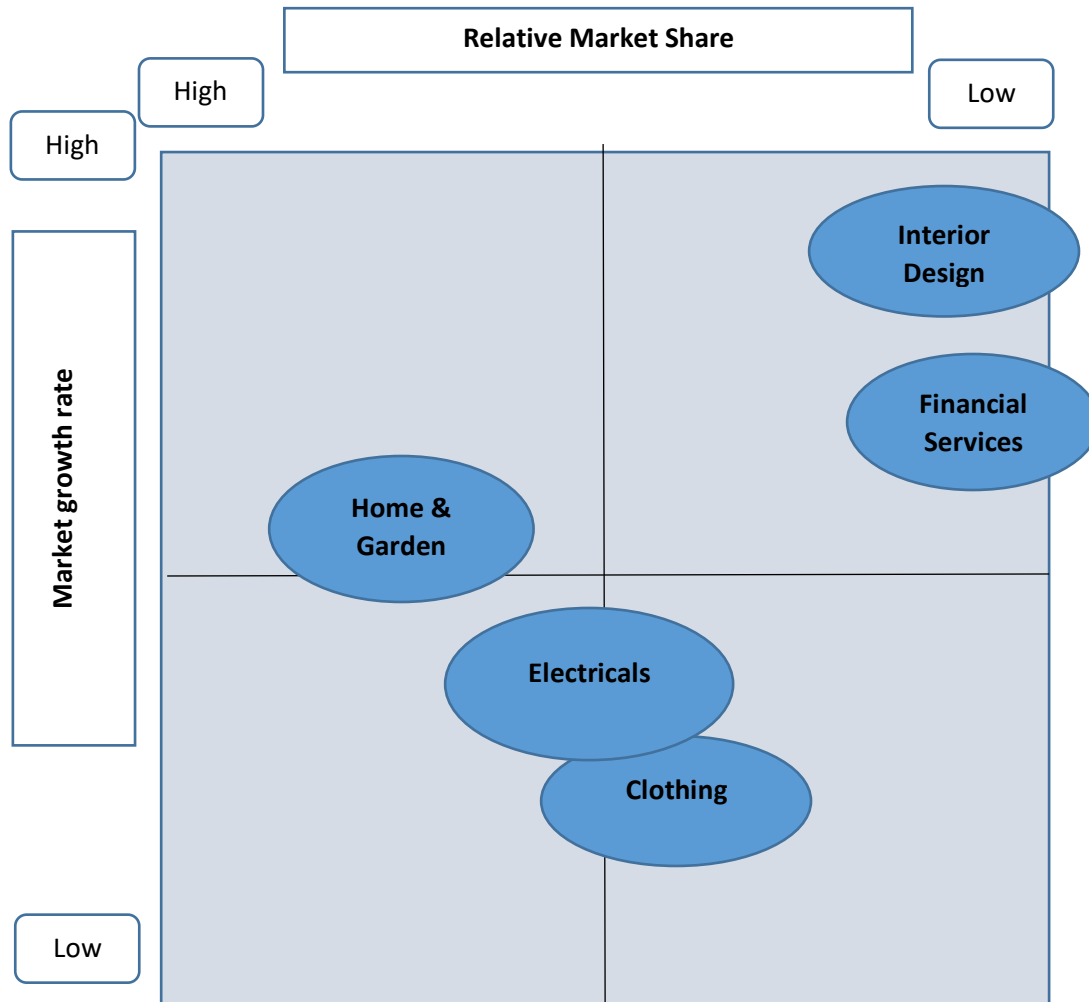 Relative Market Share
High
Low
High
Interior
Design
Financial
Services
Market growth rate
Home &
Garden
Electricals
Clothing
Low